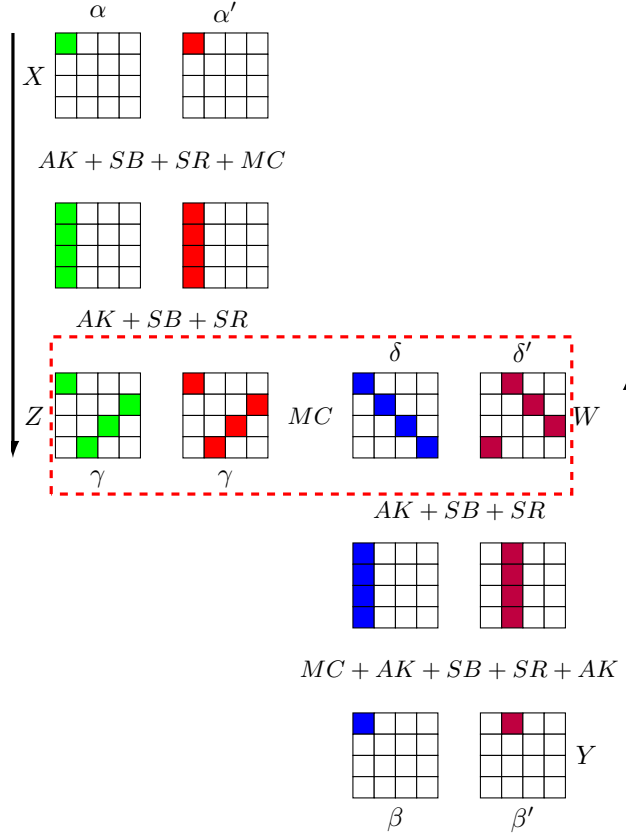 α α′
X
AK + SB + SR + MC
AK + SB + SR
δ δ′
Z MC W
γ γ
AK + SB + SR
MC + AK + SB + SR + AK
Y
β β′